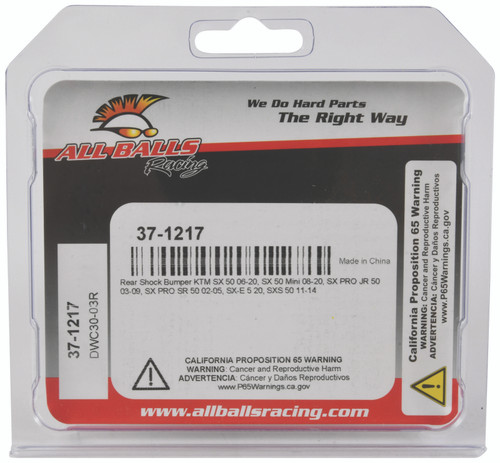 We Do Hard Parts
The Right Way
ALL BALLS
Racing
37-1217
Made in China
Rear Shock Bumper KTM SX 50 06-20, SX 50 Mini 08-20, SX PRO JR 50
03-09, SX PRO SR 50 02-05, SX-E 5 20, SXS 50 11-14
CALIFORNIA PROPOSITION 65 WARNING
WARNING: Cancer and Reproductive Harm
ADVERTENCIA: Cáncer y Daños Reproductivos
www.P65Warnings.ca.gov
37-1217
DWC30-03R
California Proposition 65 Warning
WARNING: Cancer and Reproductive Harm
ADVERTENCIA: Cáncer y Daños Reproductivos
www.P65Warnings.ca.gov
www.allballsracing.com